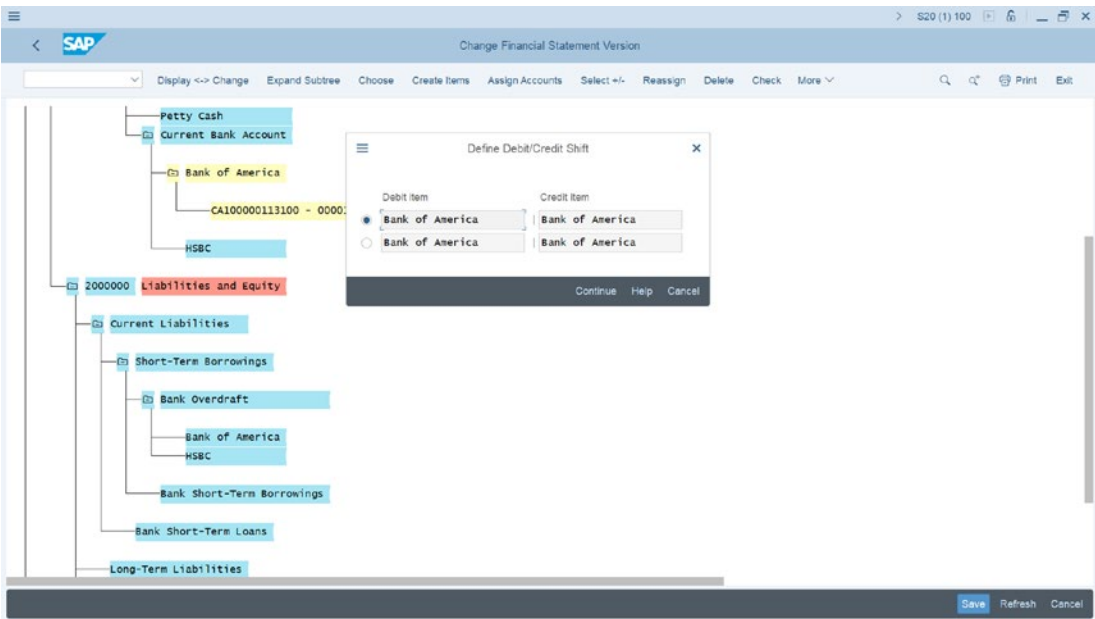 S20 (1) 100
SAP
Change Financial Statement Version
Display <-> Change Expand Subtree Choose Create Items Assign Accounts Select +/- Reassign Delete Check More Print Exit
Petty Cash
Current Bank Account
Bank of America
CA100000113100 - 0000
HSBC
2000000 Liabilities and Equity
Current Liabilities
Short-Term Borrowings
Bank Overdraft
Bank of America
HSBC
Bank Short-Term Borrowings
Bank Short-Term Loans
Long-Term Liabilities
Define Debit/Credit Shift
Debit Item Credit Item
Bank of America Bank of America
Bank of America Bank of America
Continue Help Cancel
Save Refresh Cancel